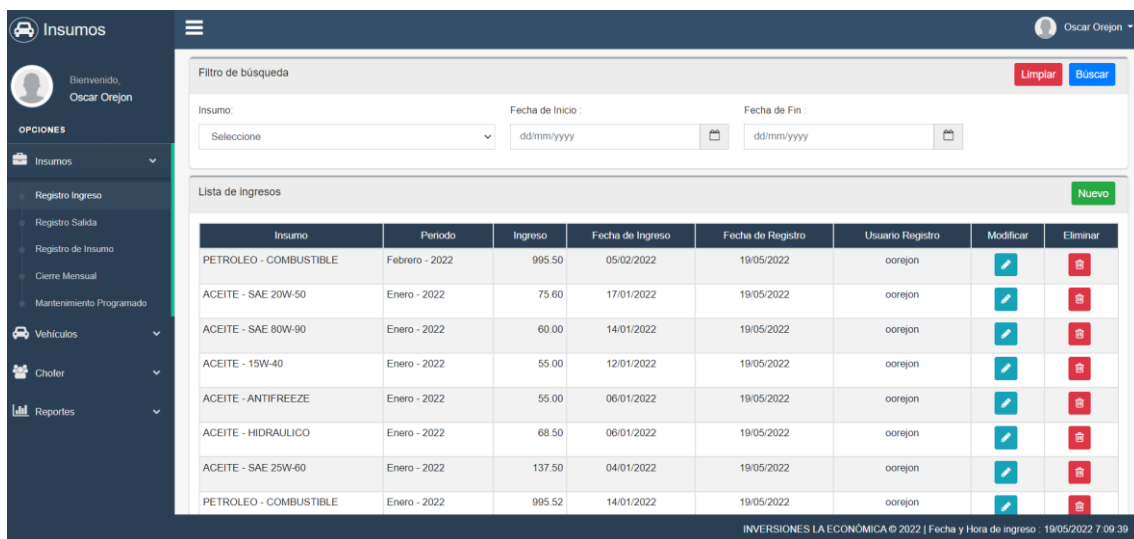 Insumos
Oscar Orejon
Bienvenido,
Oscar Orejon
OPCIONES
Insumos
Registro Ingreso
Registro Salida
Registro de Insumo
Cierre Mensual
Mantenimiento Programado
Vehículos
Chofer
Reportes
Filtro de búsqueda Limpiar Búscar
Insumo: Fecha de Inicio : Fecha de Fin :
Seleccione dd/mm/yyyy dd/mm/yyyy
Lista de ingresos Nuevo
Insumo Periodo Ingreso Fecha de Ingreso Fecha de Registro Usuario Registro Modificar Eliminar
PETROLEO - COMBUSTIBLE Febrero - 2022 995.50 05/02/2022 19/05/2022 oorejon
ACEITE - SAE 20W-50 Enero - 2022 75.60 17/01/2022 19/05/2022 oorejon
ACEITE - SAE 80W-90 Enero - 2022 60.00 14/01/2022 19/05/2022 oorejon
ACEITE - 15W-40 Enero - 2022 55.00 12/01/2022 19/05/2022 oorejon
ACEITE - ANTIFREEZE Enero - 2022 55.00 06/01/2022 19/05/2022 oorejon
ACEITE - HIDRAULICO Enero - 2022 68.50 06/01/2022 19/05/2022 oorejon
ACEITE - SAE 25W-60 Enero - 2022 137.50 04/01/2022 19/05/2022 oorejon
PETROLEO - COMBUSTIBLE Enero - 2022 995.52 14/01/2022 19/05/2022 oorejon
INVERSIONES LA ECONÓMICA © 2022 | Fecha y Hora de ingreso : 19/05/2022 7:09:39